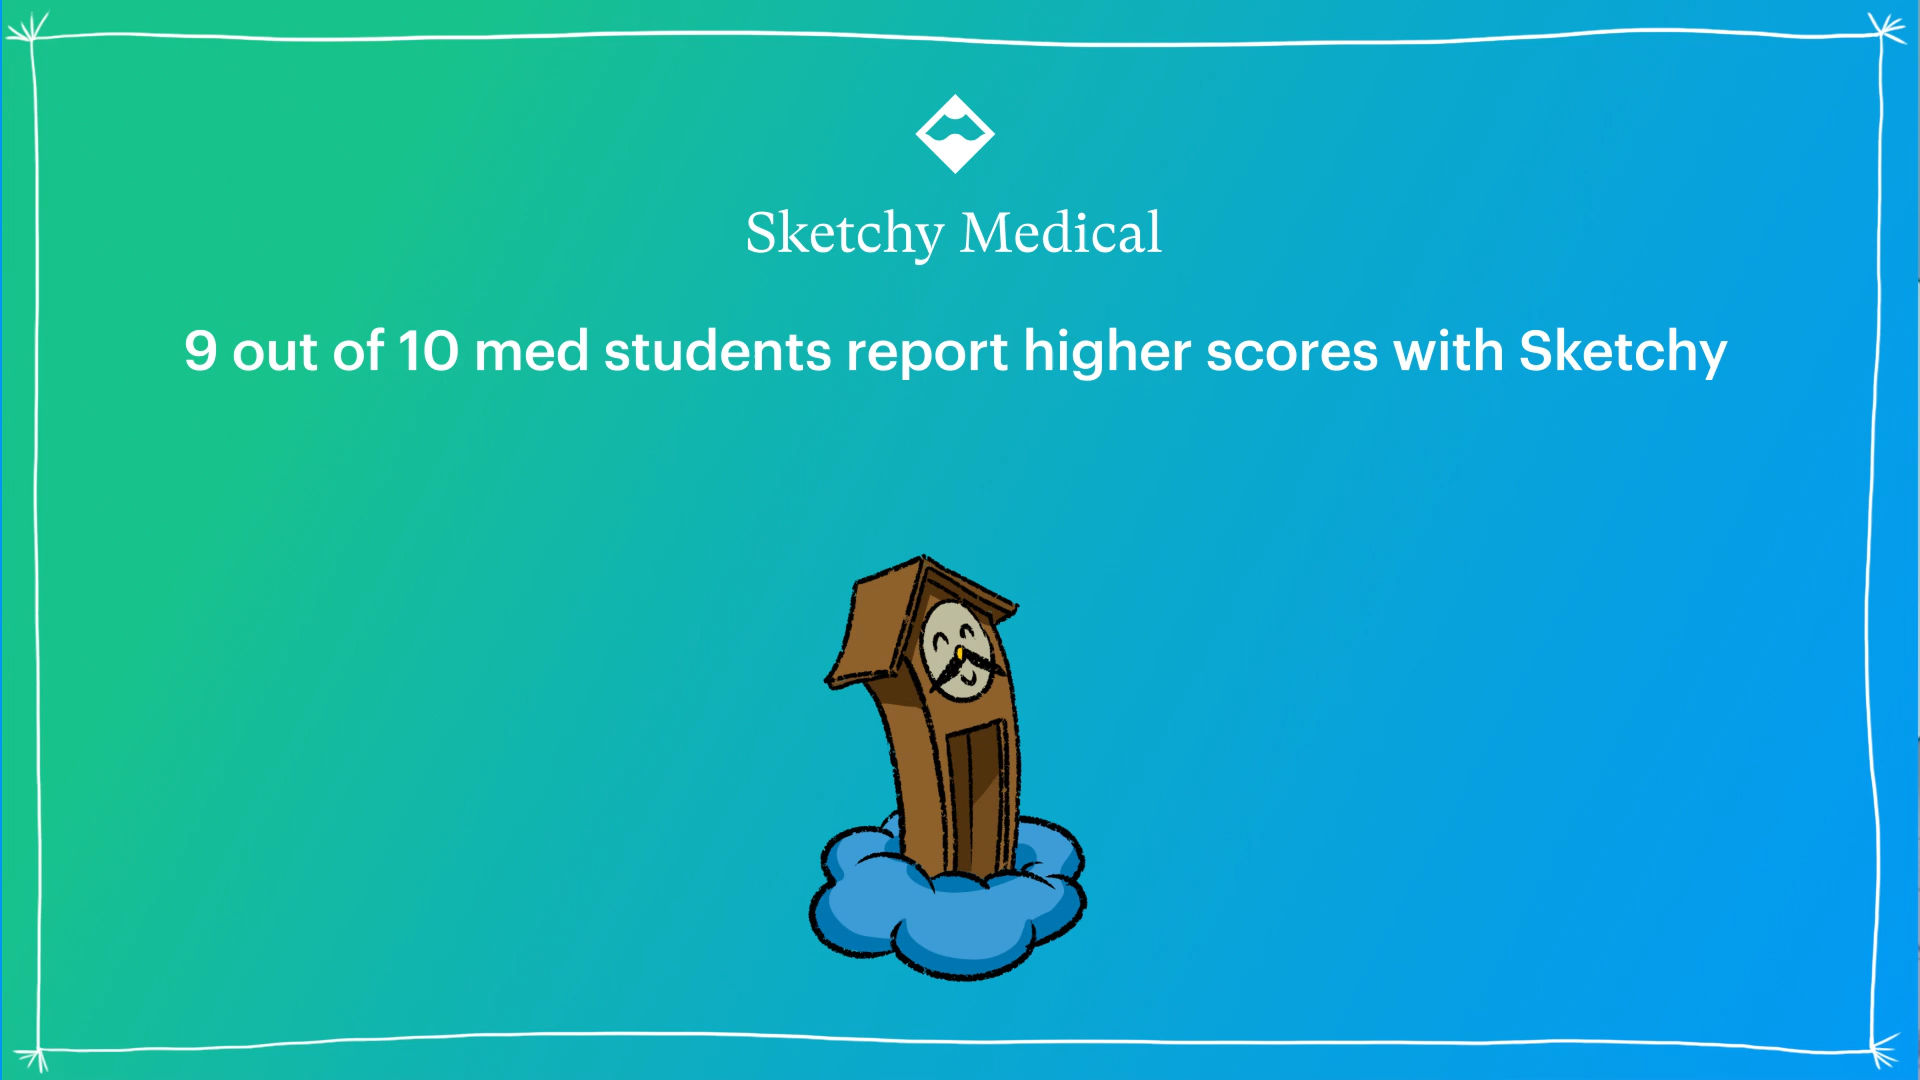 Sketchy Medical
9 out of 10 med students report higher scores with Sketchy